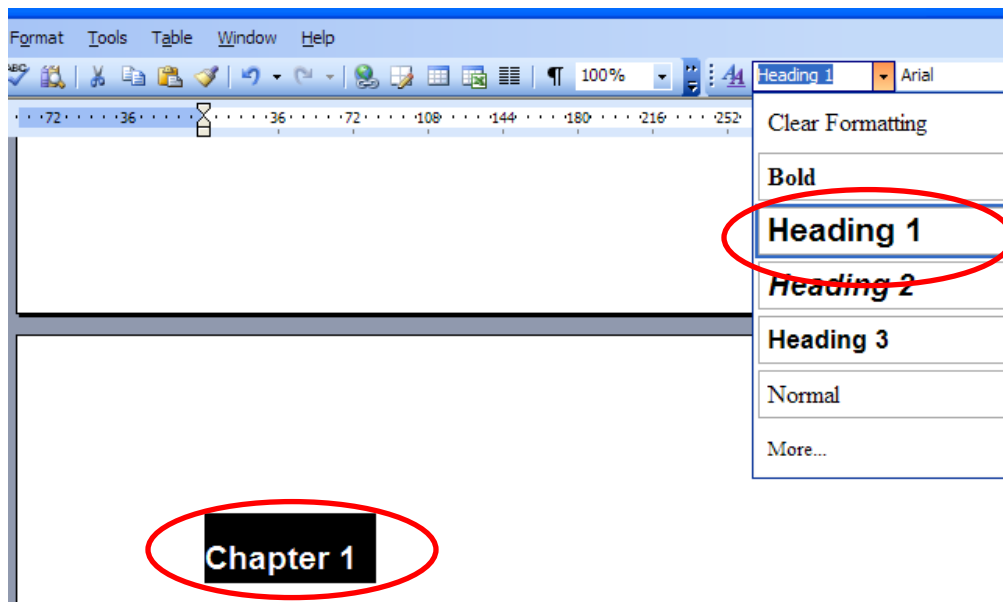 Format Tools Table Window Help
ABC 100% Heading 1 Arial
72 36 36 72 108 144 180 216 252
Clear Formatting
Bold
Heading 1
Heading 2
Heading 3
Normal
More...
Chapter 1